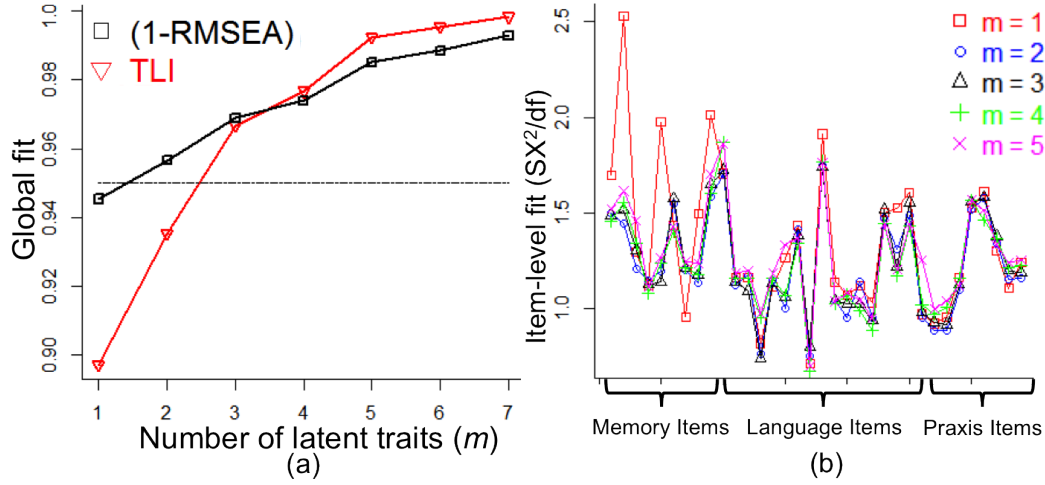 Global fit
1.0
0.98
0.96
0.94
0.92
0.90
(1-RMSEA)
TLI
1 2 3 4 5 6 7
Number of latent traits (m)
(a)
Item-level fit (SX²/df)
2.5
2.0
1.5
1.0
m = 1
m = 2
m = 3
m = 4
m = 5
Memory Items Language Items Praxis Items
(b)